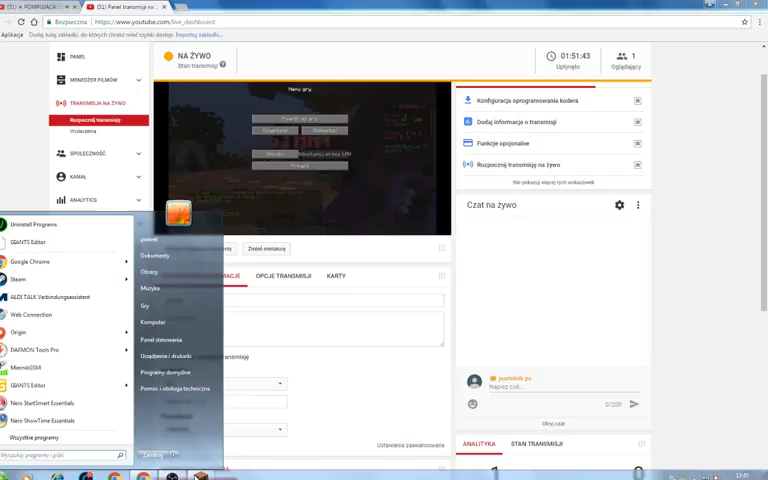 (51) Panel transmisji na ż
Bezpieczna
https://www.youtube.com/live_dashboard
Aplikacje
Dodaj tutaj zakładki, do których chcesz mieć szybki dostęp.
Importuj zakładki...
PANEL
MENEDŻER FILMÓW
TRANSMISJA NA ŻYWO
Rozpocznij transmisję
Wydarzenia
SPOŁECZNOŚĆ
KANAŁ
ANALYTICS
NA ŻYWO
Stan transmisji
01:51:43
Upłynęło
1
Oglądający
Menu gry
Powrót do gry
Statystyki
Konfiguracja oprogramowania kodera
Dodaj informacje o transmisji
Funkcje opcjonalne
Rozpocznij transmisję na żywo
Nie pokazuj więcej tych wskazówek
Czat na żywo
Zmień miniaturę
OPCJE TRANSMISJI
KARTY
Ustawienia zaawansowane
Napisz coś...
0/200
Ukryj czat
ANALITYKA
STAN TRANSMISJI
Uninstall Programs
GIANTS Editor
Google Chrome
Steam
ALDI TALK Verbindungsassistent
Web Connection
Origin
DAEMON Tools Pro
MiernikGSM
GIANTS Editor
Nero StartSmart Essentials
Nero ShowTime Essentials
Wszystkie programy
Wyszukaj programy i pliki
Dokumenty
Obrazy
Muzyka
Gry
Komputer
Panel sterowania
Urządzenia i drukarki
Programy domyślne
Pomoc i obsługa techniczna
Zamknij
17:45